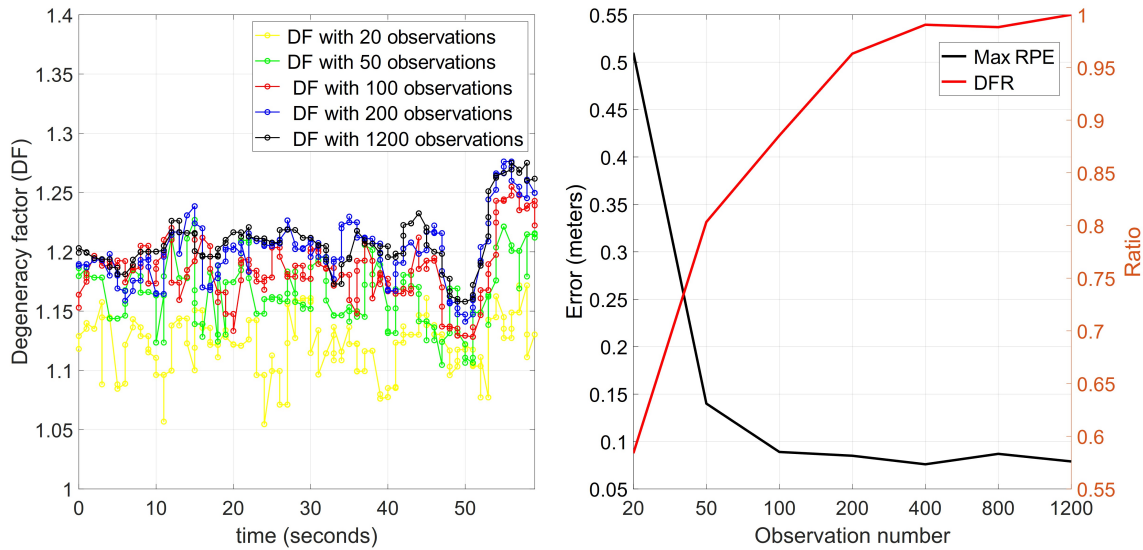 1.4
1.35
1.3
1.25
1.2
1.15
1.1
1.05
1
Degeneracy factor (DF)
DF with 20 observations
DF with 50 observations
DF with 100 observations
DF with 200 observations
DF with 1200 observations
0 10 20 30 40 50
time (seconds)
0.55
0.5
0.45
0.4
0.35
0.3
0.25
0.2
0.15
0.1
0.05
Error (meters)
Max RPE
DFR
1
0.95
0.9
0.85
0.8
0.75
0.7
0.65
0.6
0.55
Ratio
20 50 100 200 400 800 1200
Observation number